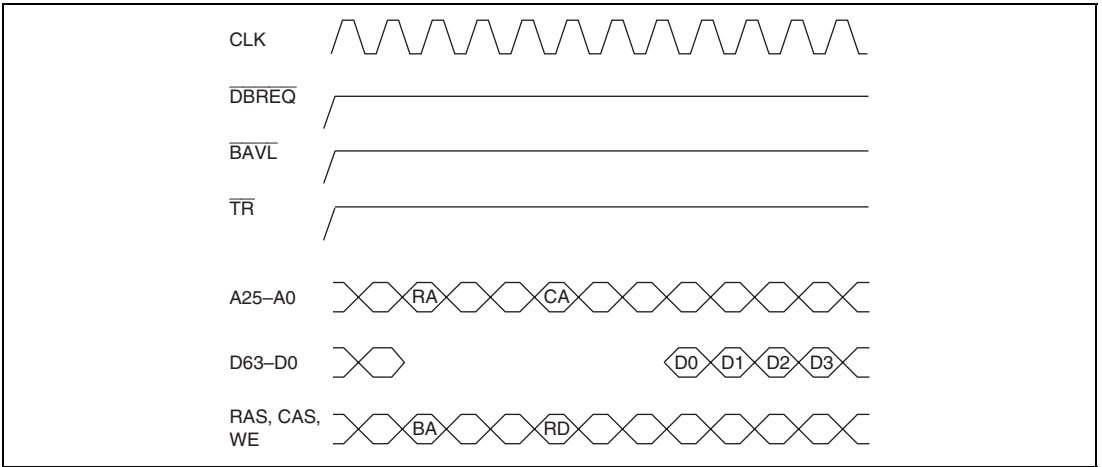 CLK
DBREQ
BAVL
TR
A25–A0 RA CA
D63–D0 D0 D1 D2 D3
RAS, CAS,
WE BA RD